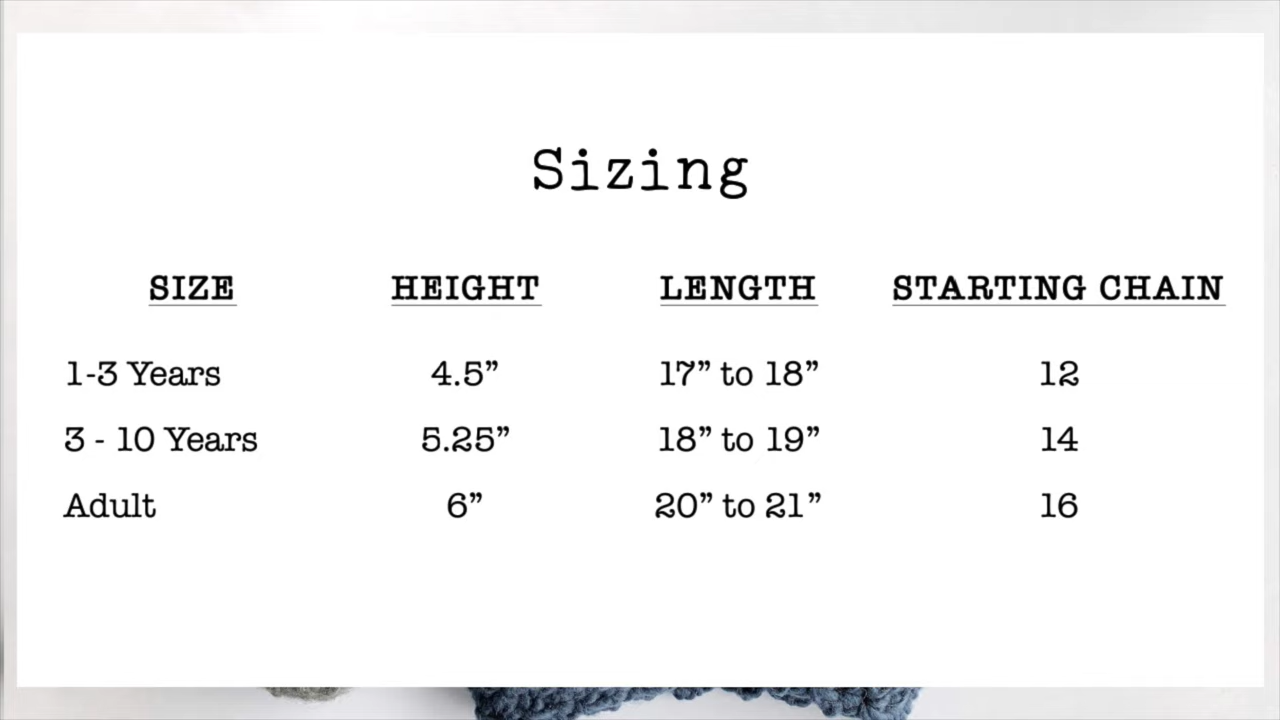 Sizing
SIZE HEIGHT LENGTH STARTING CHAIN
1-3 Years 4.5” 17” to 18” 12
3 - 10 Years 5.25” 18” to 19” 14
Adult 6” 20” to 21” 16